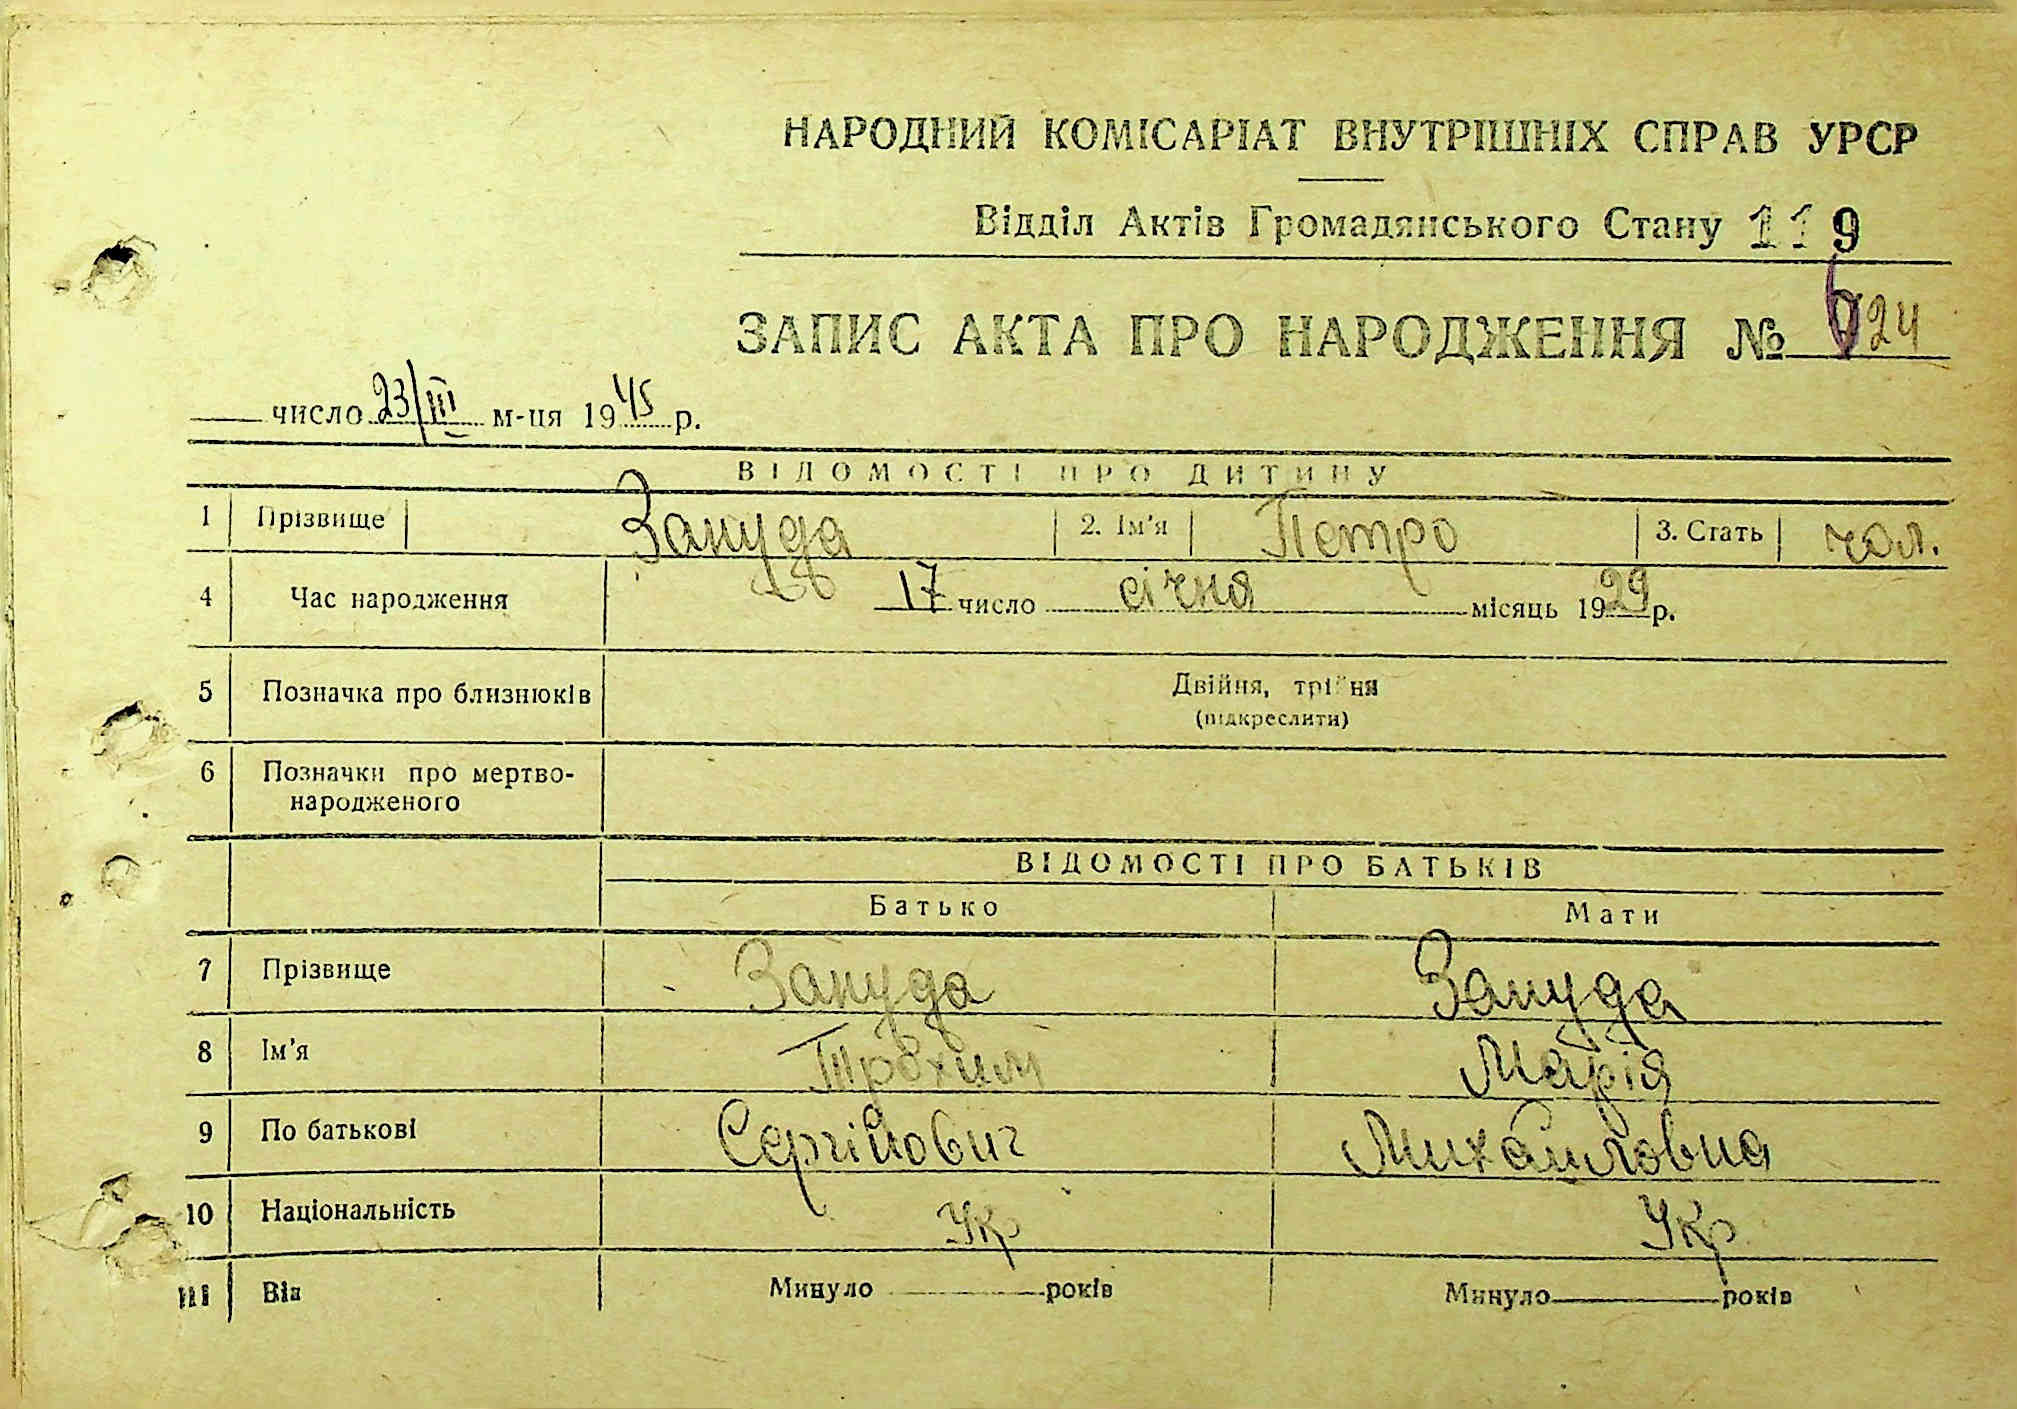 НАРОДНИЙ КОМІСАРІАТ ВНУТРІШНІХ СПРАВ УРСР
Відділ Актів Громадянського Стану 119
ЗАПИС АКТА ПРО НАРОДЖЕННЯ № 24
число 23/III м-ця 1945 р.
ВІДОМОСТІ ПРО ДИТИНУ
1 Прізвище Зануда 2. Ім'я Петро 3. Стать чол.
4 Час народження 17 число січня місяць 1929 р.
5 Позначка про близнюків Двійня, трійня
(підкреслити)
6 Позначки про мертво-
народженого
ВІДОМОСТІ ПРО БАТЬКІВ
Батько Мати
7 Прізвище Зануда Зануда
8 Ім'я Трохим Марія
9 По батькові Сергійович Михайловна
10 Національність Укр Укр
11 Вік Минуло років Минуло років